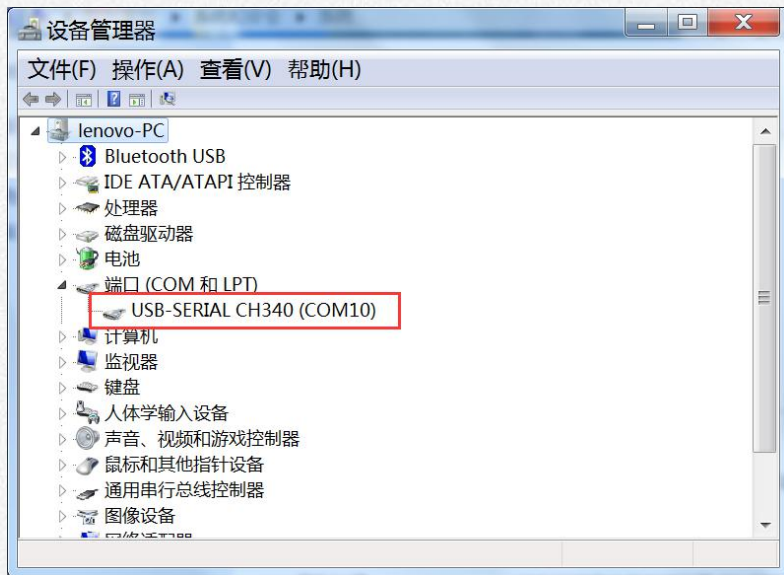 设备管理器
文件(F) 操作(A) 查看(V) 帮助(H)
lenovo-PC
Bluetooth USB
IDE ATA/ATAPI 控制器
处理器
磁盘驱动器
电池
端口 (COM 和 LPT)
USB-SERIAL CH340 (COM10)
计算机
监视器
键盘
人体学输入设备
声音、视频和游戏控制器
鼠标和其他指针设备
通用串行总线控制器
图像设备